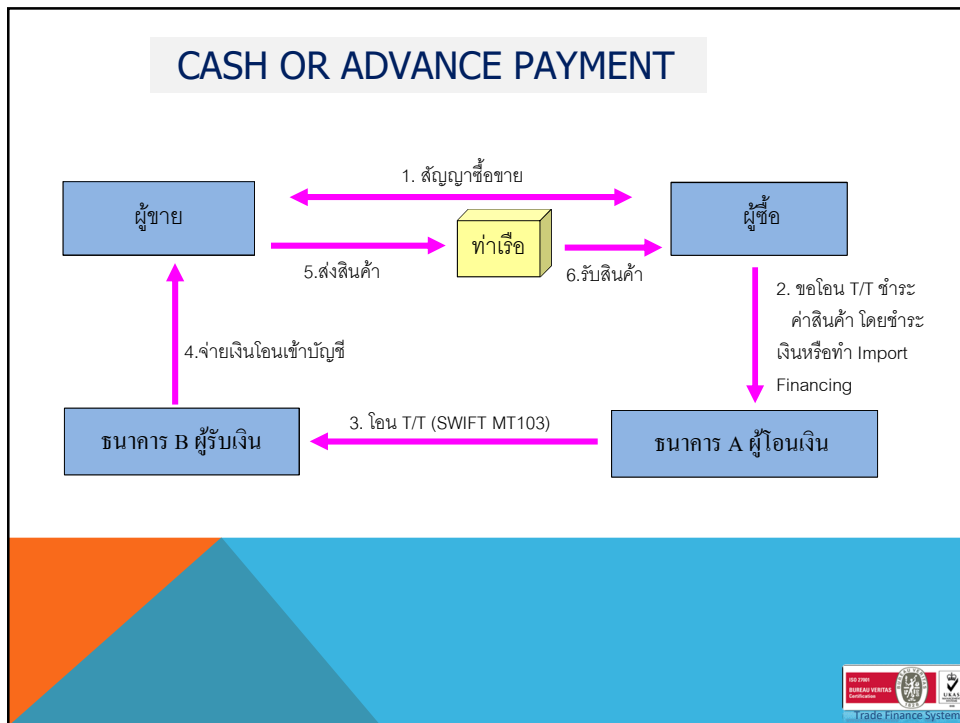 CASH OR ADVANCE PAYMENT
1. สัญญาซื้อขาย
ผู้ขาย
ท่าเรือ
ผู้ซื้อ
5.ส่งสินค้า
6.รับสินค้า
2. ขอโอน T/T ชำระ
ค่าสินค้า โดยชำระ
เงินหรือทำ Import
Financing
4.จ่ายเงินโอนเข้าบัญชี
3. โอน T/T (SWIFT MT103)
ธนาคาร B ผู้รับเงิน
ธนาคาร A ผู้โอนเงิน
ISO 27001
BUREAU VERITAS
Certification
UKAS
Trade Finance System